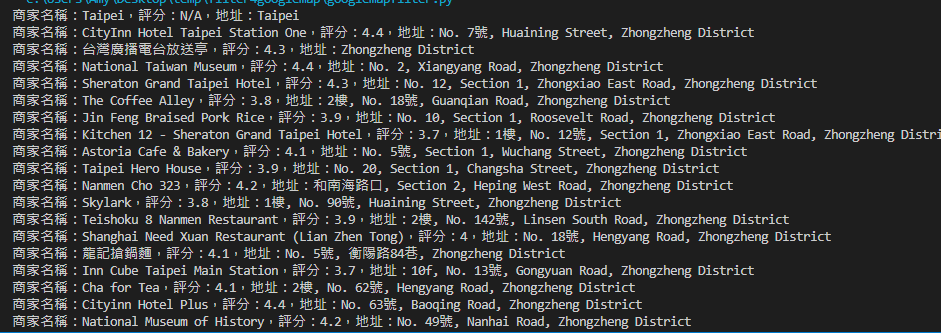 c:\Users\Amy\Desktop\temp\filter4googlemap\googlemapfilter.py
商家名稱：Taipei，評分：N/A，地址：Taipei
商家名稱：CityInn Hotel Taipei Station One，評分：4.4，地址：No. 7號, Huaining Street, Zhongzheng District
商家名稱：台灣廣播電台放送亭，評分：4.3，地址：Zhongzheng District
商家名稱：National Taiwan Museum，評分：4.4，地址：No. 2, Xiangyang Road, Zhongzheng District
商家名稱：Sheraton Grand Taipei Hotel，評分：4.3，地址：No. 12, Section 1, Zhongxiao East Road, Zhongzheng District
商家名稱：The Coffee Alley，評分：3.8，地址：2樓, No. 18號, Guanqian Road, Zhongzheng District
商家名稱：Jin Feng Braised Pork Rice，評分：3.9，地址：No. 10, Section 1, Roosevelt Road, Zhongzheng District
商家名稱：Kitchen 12 - Sheraton Grand Taipei Hotel，評分：3.7，地址：1樓, No. 12號, Section 1, Zhongxiao East Road, Zhongzheng Distri
商家名稱：Astoria Cafe & Bakery，評分：4.1，地址：No. 5號, Section 1, Wuchang Street, Zhongzheng District
商家名稱：Taipei Hero House，評分：3.9，地址：No. 20, Section 1, Changsha Street, Zhongzheng District
商家名稱：Nanmen Cho 323，評分：4.2，地址：和南海路口, Section 2, Heping West Road, Zhongzheng District
商家名稱：Skylark，評分：3.8，地址：1樓, No. 90號, Huaining Street, Zhongzheng District
商家名稱：Teishoku 8 Nanmen Restaurant，評分：3.9，地址：2樓, No. 142號, Linsen South Road, Zhongzheng District
商家名稱：Shanghai Need Xuan Restaurant (Lian Zhen Tong)，評分：4，地址：No. 18號, Hengyang Road, Zhongzheng District
商家名稱：龍記搶鍋麵，評分：4.1，地址：No. 5號, 衡陽路84巷, Zhongzheng District
商家名稱：Inn Cube Taipei Main Station，評分：3.7，地址：10f, No. 13號, Gongyuan Road, Zhongzheng District
商家名稱：Cha for Tea，評分：4.1，地址：2樓, No. 62號, Hengyang Road, Zhongzheng District
商家名稱：Cityinn Hotel Plus，評分：4.4，地址：No. 63號, Baoqing Road, Zhongzheng District
商家名稱：National Museum of History，評分：4.2，地址：No. 49號, Nanhai Road, Zhongzheng District